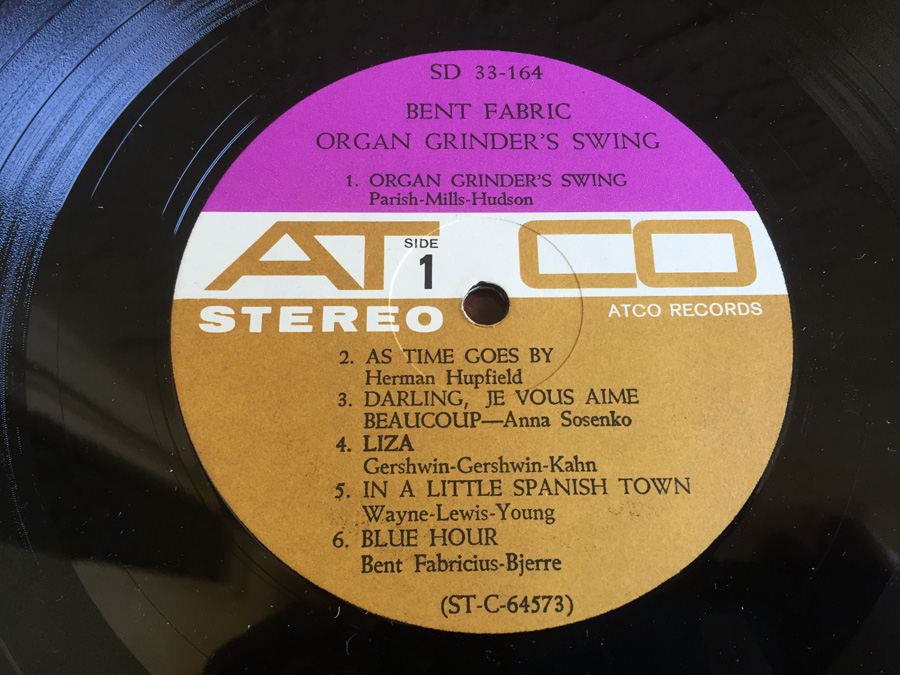 SD 33-164
BENT FABRIC
ORGAN GRINDER'S SWING
1. ORGAN GRINDER'S SWING
Parish-Mills-Hudson
ATCO
SIDE
1
STEREO
ATCO RECORDS
2. AS TIME GOES BY
Herman Hupfield
3. DARLING, JE VOUS AIME
BEAUCOUP—Anna Sosenko
4. LIZA
Gershwin-Gershwin-Kahn
5. IN A LITTLE SPANISH TOWN
Wayne-Lewis-Young
6. BLUE HOUR
Bent Fabricius-Bjerre
(ST-C-64573)